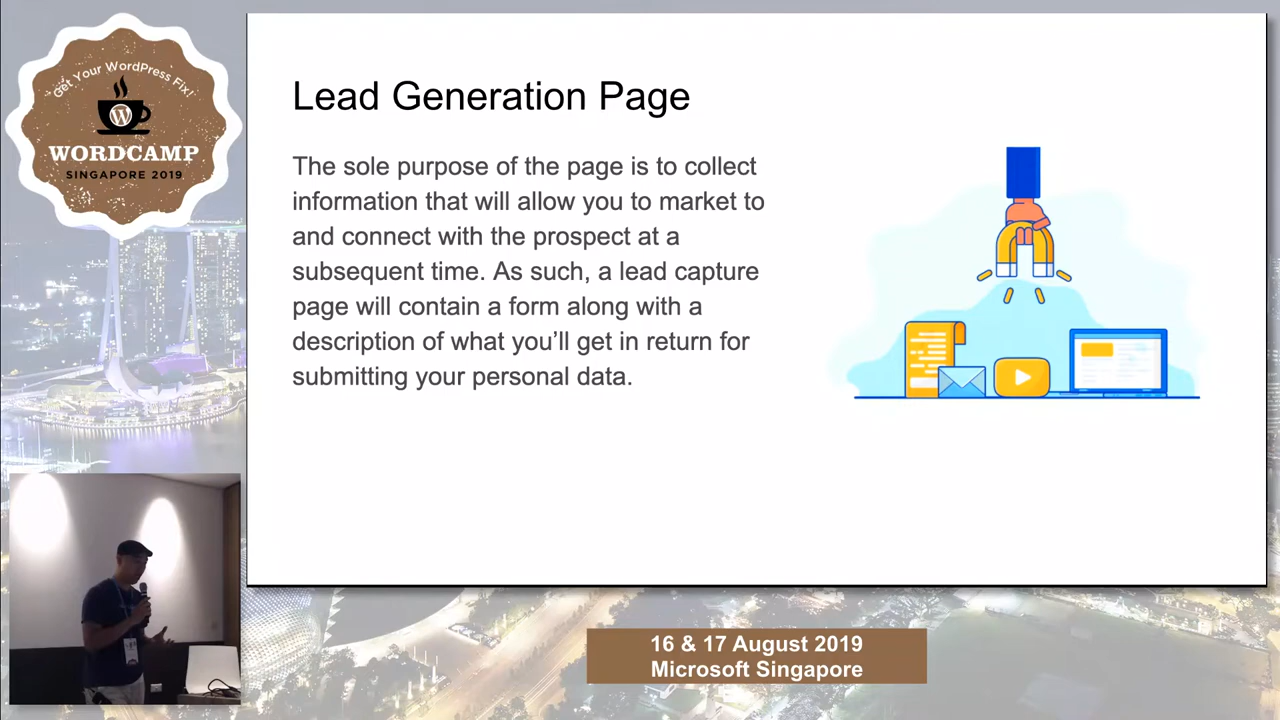 Get Your WordPress Fix!
W
WORDCAMP
SINGAPORE 2019
Lead Generation Page
The sole purpose of the page is to collect
information that will allow you to market to
and connect with the prospect at a
subsequent time. As such, a lead capture
page will contain a form along with a
description of what you’ll get in return for
submitting your personal data.
16 & 17 August 2019
Microsoft Singapore